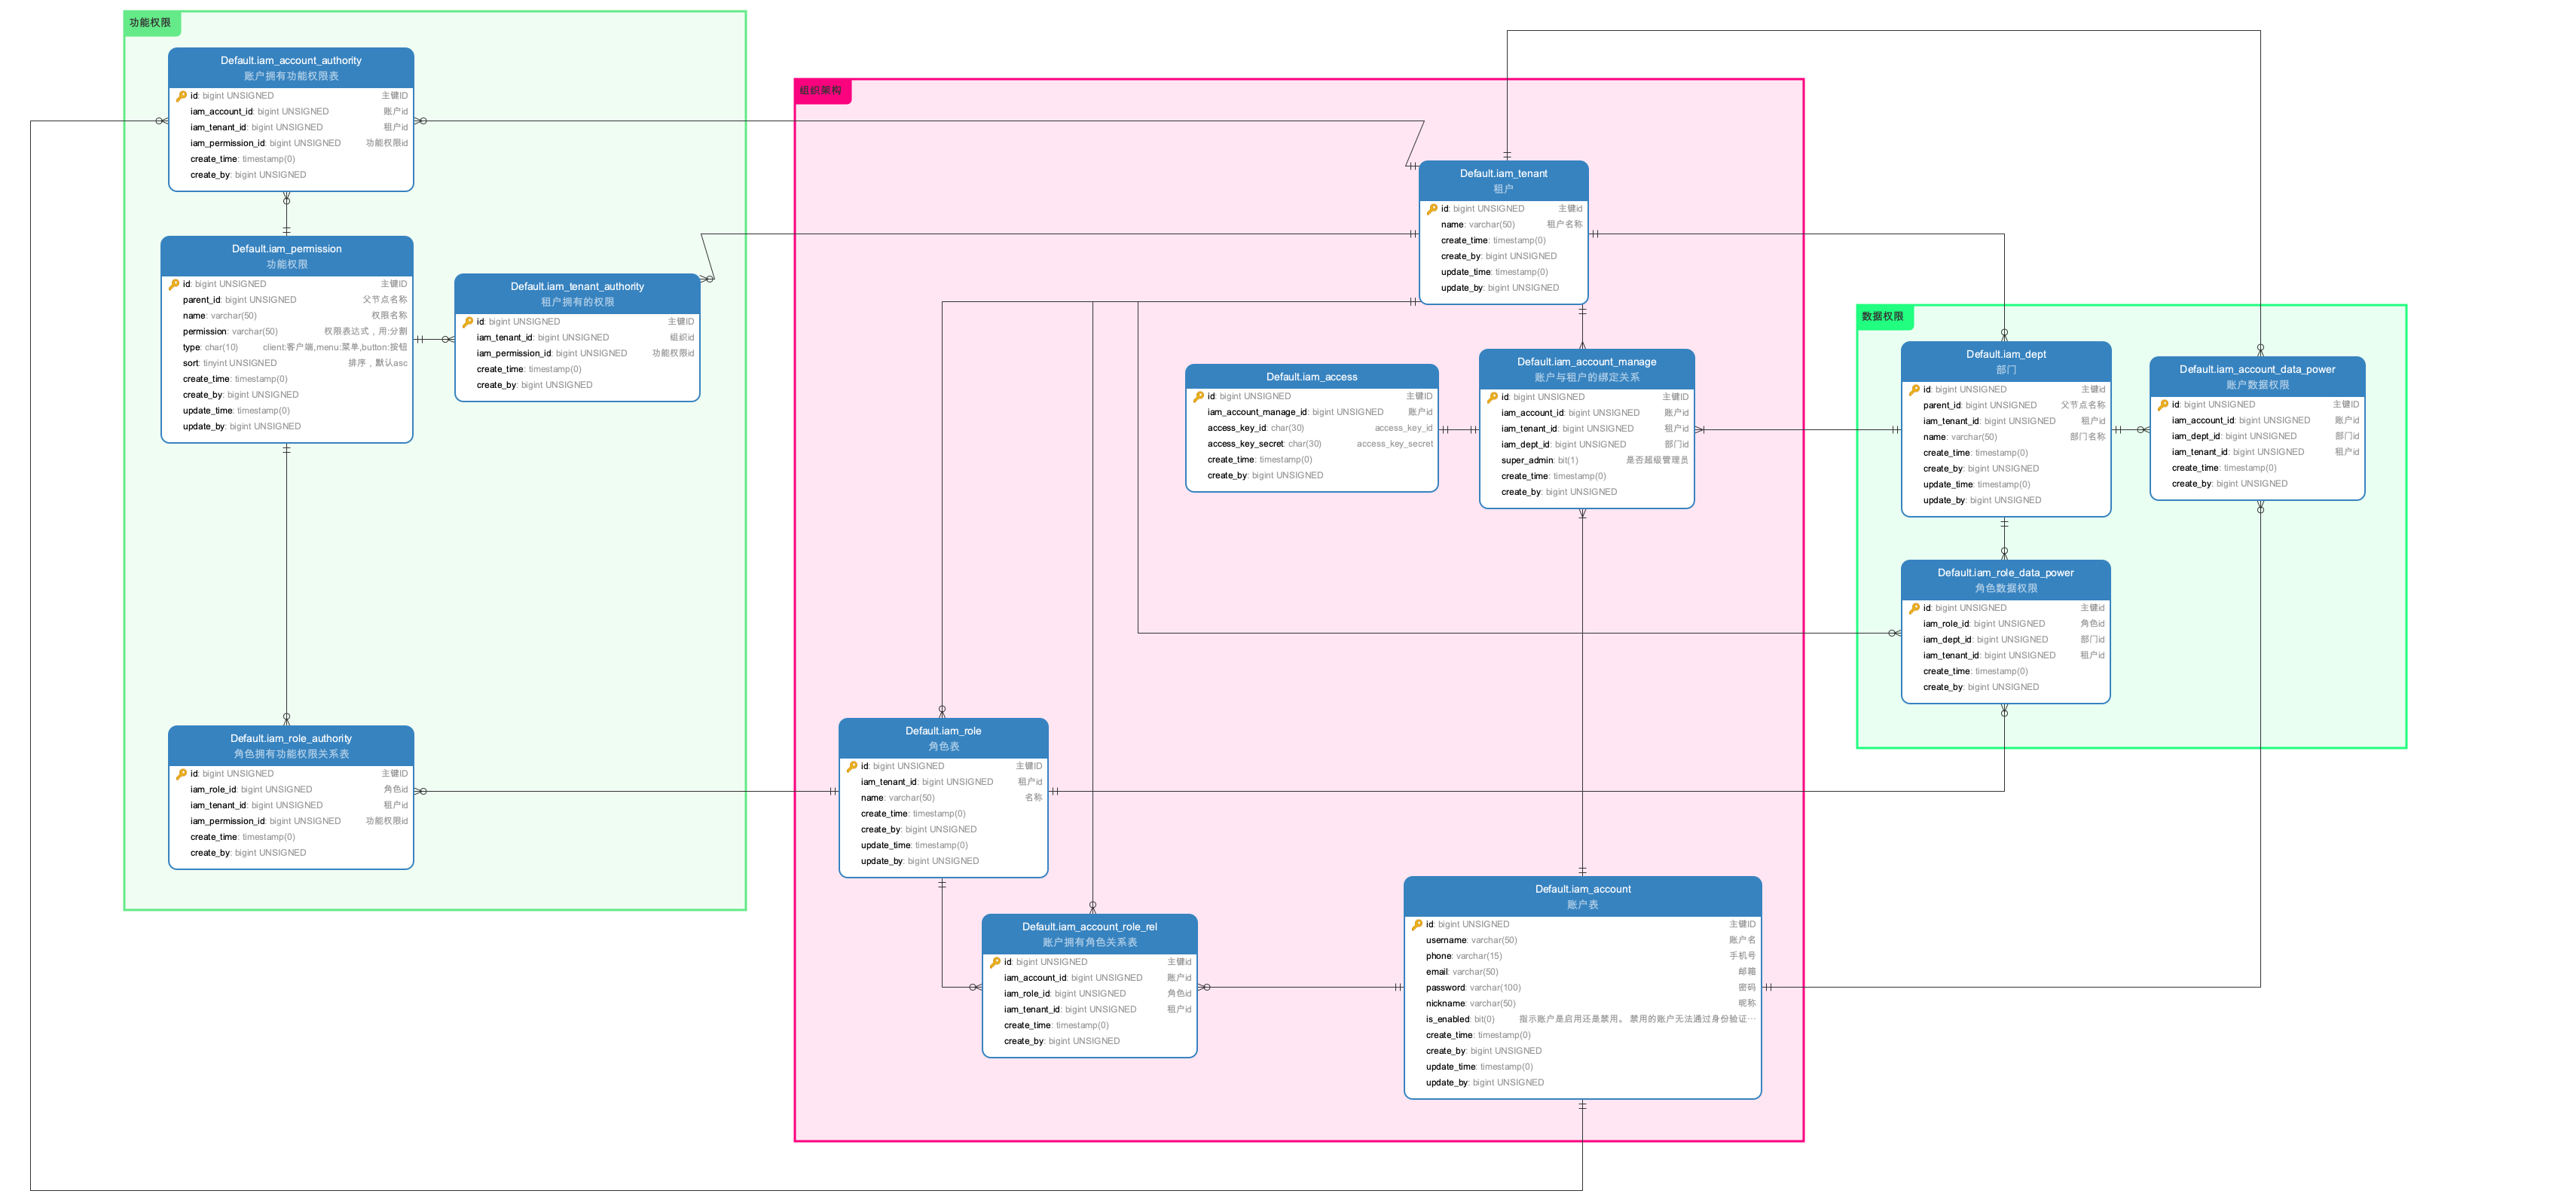 功能权限
Default.iam_account_authority
账户拥有功能权限表
id: bigint UNSIGNED 主键ID
iam_account_id: bigint UNSIGNED 账户id
iam_tenant_id: bigint UNSIGNED 租户id
iam_permission_id: bigint UNSIGNED 功能权限id
create_time: timestamp(0)
create_by: bigint UNSIGNED
Default.iam_permission
功能权限
id: bigint UNSIGNED 主键ID
parent_id: bigint UNSIGNED 父节点名称
name: varchar(50) 权限名称
permission: varchar(50) 权限表达式，用:分割
type: char(10) client:客户端,menu:菜单,button:按钮
sort: tinyint UNSIGNED 排序，默认asc
create_time: timestamp(0)
create_by: bigint UNSIGNED
update_time: timestamp(0)
update_by: bigint UNSIGNED
Default.iam_tenant_authority
租户拥有的权限
id: bigint UNSIGNED 主键ID
iam_tenant_id: bigint UNSIGNED 组织id
iam_permission_id: bigint UNSIGNED 功能权限id
create_time: timestamp(0)
create_by: bigint UNSIGNED
Default.iam_role_authority
角色拥有功能权限关系表
id: bigint UNSIGNED 主键ID
iam_role_id: bigint UNSIGNED 角色id
iam_tenant_id: bigint UNSIGNED 租户id
iam_permission_id: bigint UNSIGNED 功能权限id
create_time: timestamp(0)
create_by: bigint UNSIGNED
组织架构
Default.iam_tenant
租户
id: bigint UNSIGNED 主键id
name: varchar(50) 租户名称
create_time: timestamp(0)
create_by: bigint UNSIGNED
update_time: timestamp(0)
update_by: bigint UNSIGNED
Default.iam_access
id: bigint UNSIGNED 主键ID
iam_account_manage_id: bigint UNSIGNED 账户id
access_key_id: char(30) access_key_id
access_key_secret: char(30) access_key_secret
create_time: timestamp(0)
create_by: bigint UNSIGNED
Default.iam_account_manage
账户与租户的绑定关系
id: bigint UNSIGNED 主键ID
iam_account_id: bigint UNSIGNED 账户id
iam_tenant_id: bigint UNSIGNED 租户id
iam_dept_id: bigint UNSIGNED 部门id
super_admin: bit(1) 是否超级管理员
create_time: timestamp(0)
create_by: bigint UNSIGNED
Default.iam_role
角色表
id: bigint UNSIGNED 主键ID
iam_tenant_id: bigint UNSIGNED 租户id
name: varchar(50) 名称
create_time: timestamp(0)
create_by: bigint UNSIGNED
update_time: timestamp(0)
update_by: bigint UNSIGNED
Default.iam_account_role_rel
账户拥有角色关系表
id: bigint UNSIGNED 主键id
iam_account_id: bigint UNSIGNED 账户id
iam_role_id: bigint UNSIGNED 角色id
iam_tenant_id: bigint UNSIGNED 租户id
create_time: timestamp(0)
create_by: bigint UNSIGNED
Default.iam_account
账户表
id: bigint UNSIGNED 主键ID
username: varchar(50) 账户名
phone: varchar(15) 手机号
email: varchar(50) 邮箱
password: varchar(100) 密码
nickname: varchar(50) 昵称
is_enabled: bit(0) 指示账户是启用还是禁用。 禁用的账户无法通过身份验证…
create_time: timestamp(0)
create_by: bigint UNSIGNED
update_time: timestamp(0)
update_by: bigint UNSIGNED
数据权限
Default.iam_dept
部门
id: bigint UNSIGNED 主键id
parent_id: bigint UNSIGNED 父节点名称
iam_tenant_id: bigint UNSIGNED 租户id
name: varchar(50) 部门名称
create_time: timestamp(0)
create_by: bigint UNSIGNED
update_time: timestamp(0)
update_by: bigint UNSIGNED
Default.iam_account_data_power
账户数据权限
id: bigint UNSIGNED 主键ID
iam_account_id: bigint UNSIGNED 账户id
iam_dept_id: bigint UNSIGNED 部门id
iam_tenant_id: bigint UNSIGNED 租户id
create_time: timestamp(0)
create_by: bigint UNSIGNED
Default.iam_role_data_power
角色数据权限
id: bigint UNSIGNED 主键id
iam_role_id: bigint UNSIGNED 角色id
iam_dept_id: bigint UNSIGNED 部门id
iam_tenant_id: bigint UNSIGNED 租户id
create_time: timestamp(0)
create_by: bigint UNSIGNED